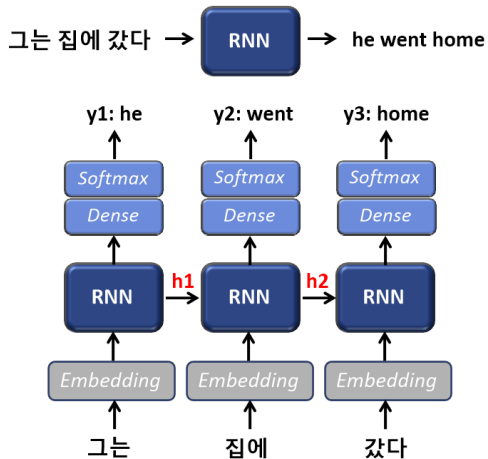 그는 집에 갔다 RNN he went home
y1: he y2: went y3: home
Softmax Softmax Softmax
Dense Dense Dense
h1 h2
RNN RNN RNN
Embedding Embedding Embedding
그는 집에 갔다